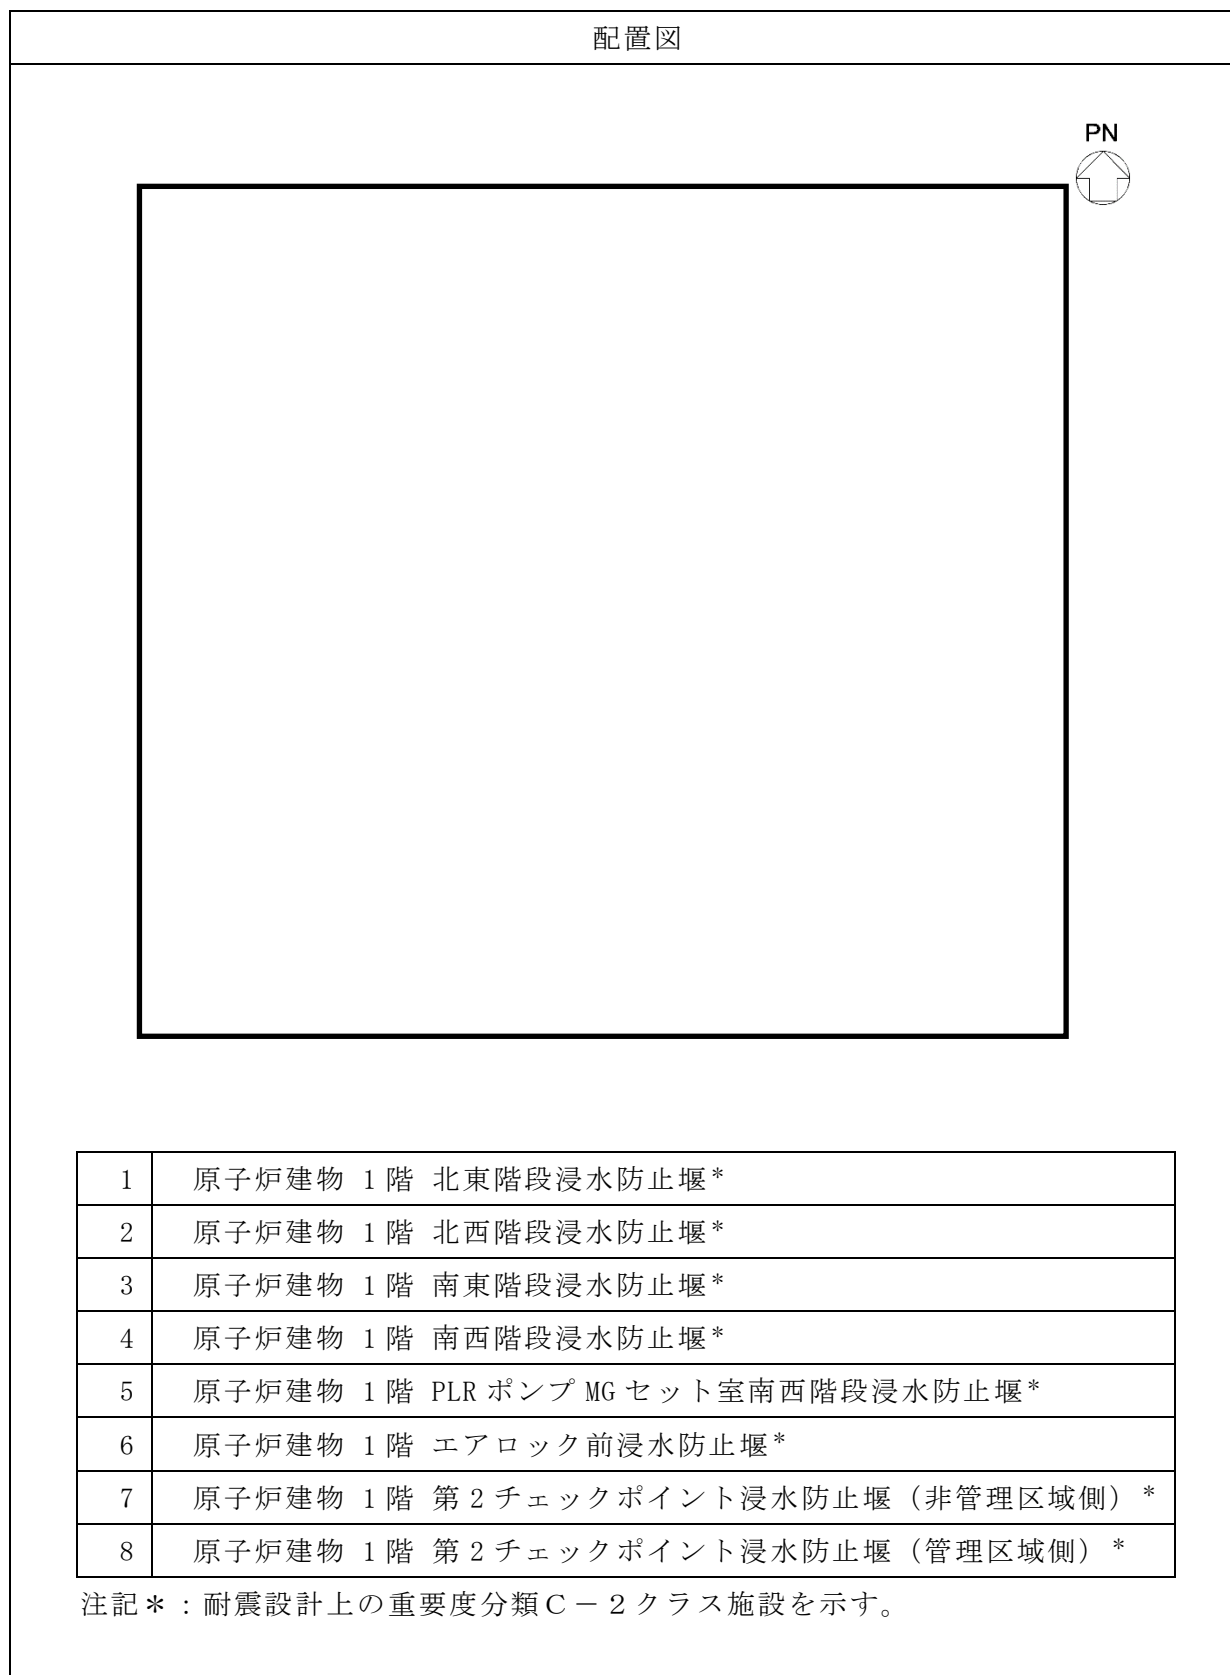 配置図
PN
1 原子炉建物 1階 北東階段浸水防止堰*
2 原子炉建物 1階 北西階段浸水防止堰*
3 原子炉建物 1階 南東階段浸水防止堰*
4 原子炉建物 1階 南西階段浸水防止堰*
5 原子炉建物 1階 PLRポンプMGセット室南西階段浸水防止堰*
6 原子炉建物 1階 エアロック前浸水防止堰*
7 原子炉建物 1階 第2チェックポイント浸水防止堰（非管理区域側）*
8 原子炉建物 1階 第2チェックポイント浸水防止堰（管理区域側）*
注記＊：耐震設計上の重要度分類Ｃ－２クラス施設を示す。